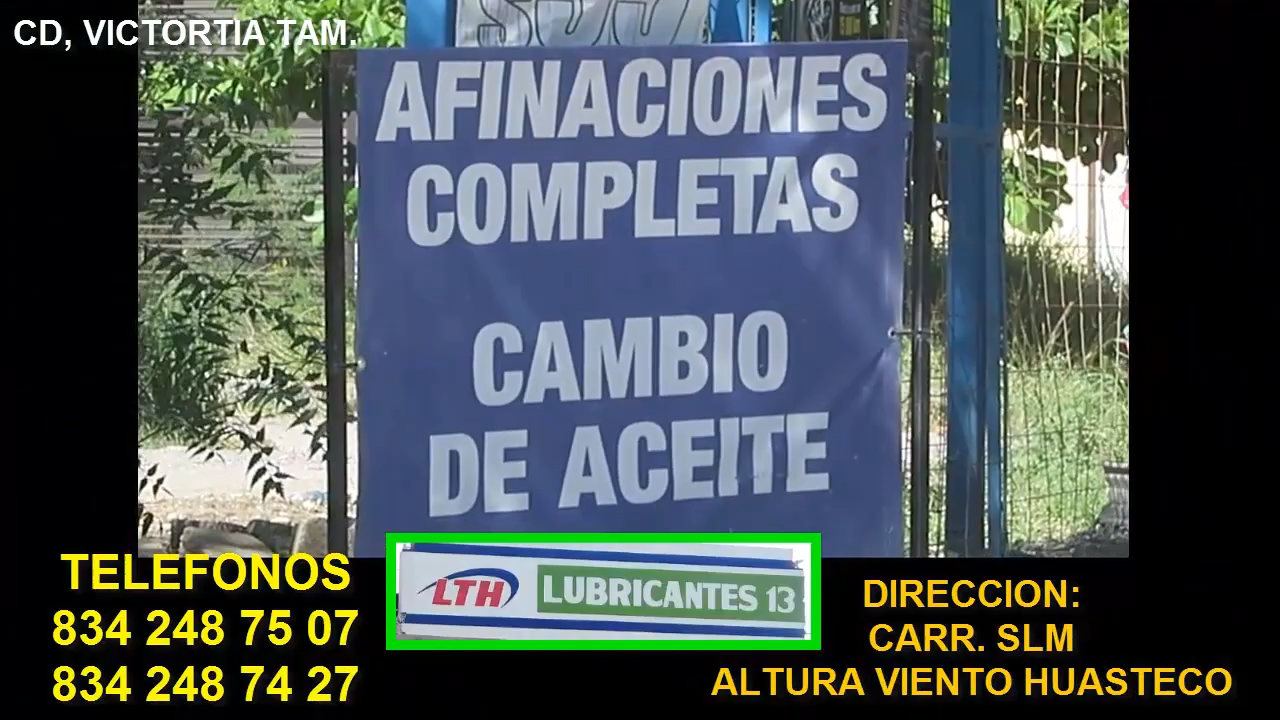 CD, VICTORTIA TAM.
AFINACIONES
COMPLETAS
CAMBIO
DE ACEITE
TELEFONOS
834 248 75 07
834 248 74 27
LTH LUBRICANTES 13
DIRECCION:
CARR. SLM
ALTURA VIENTO HUASTECO